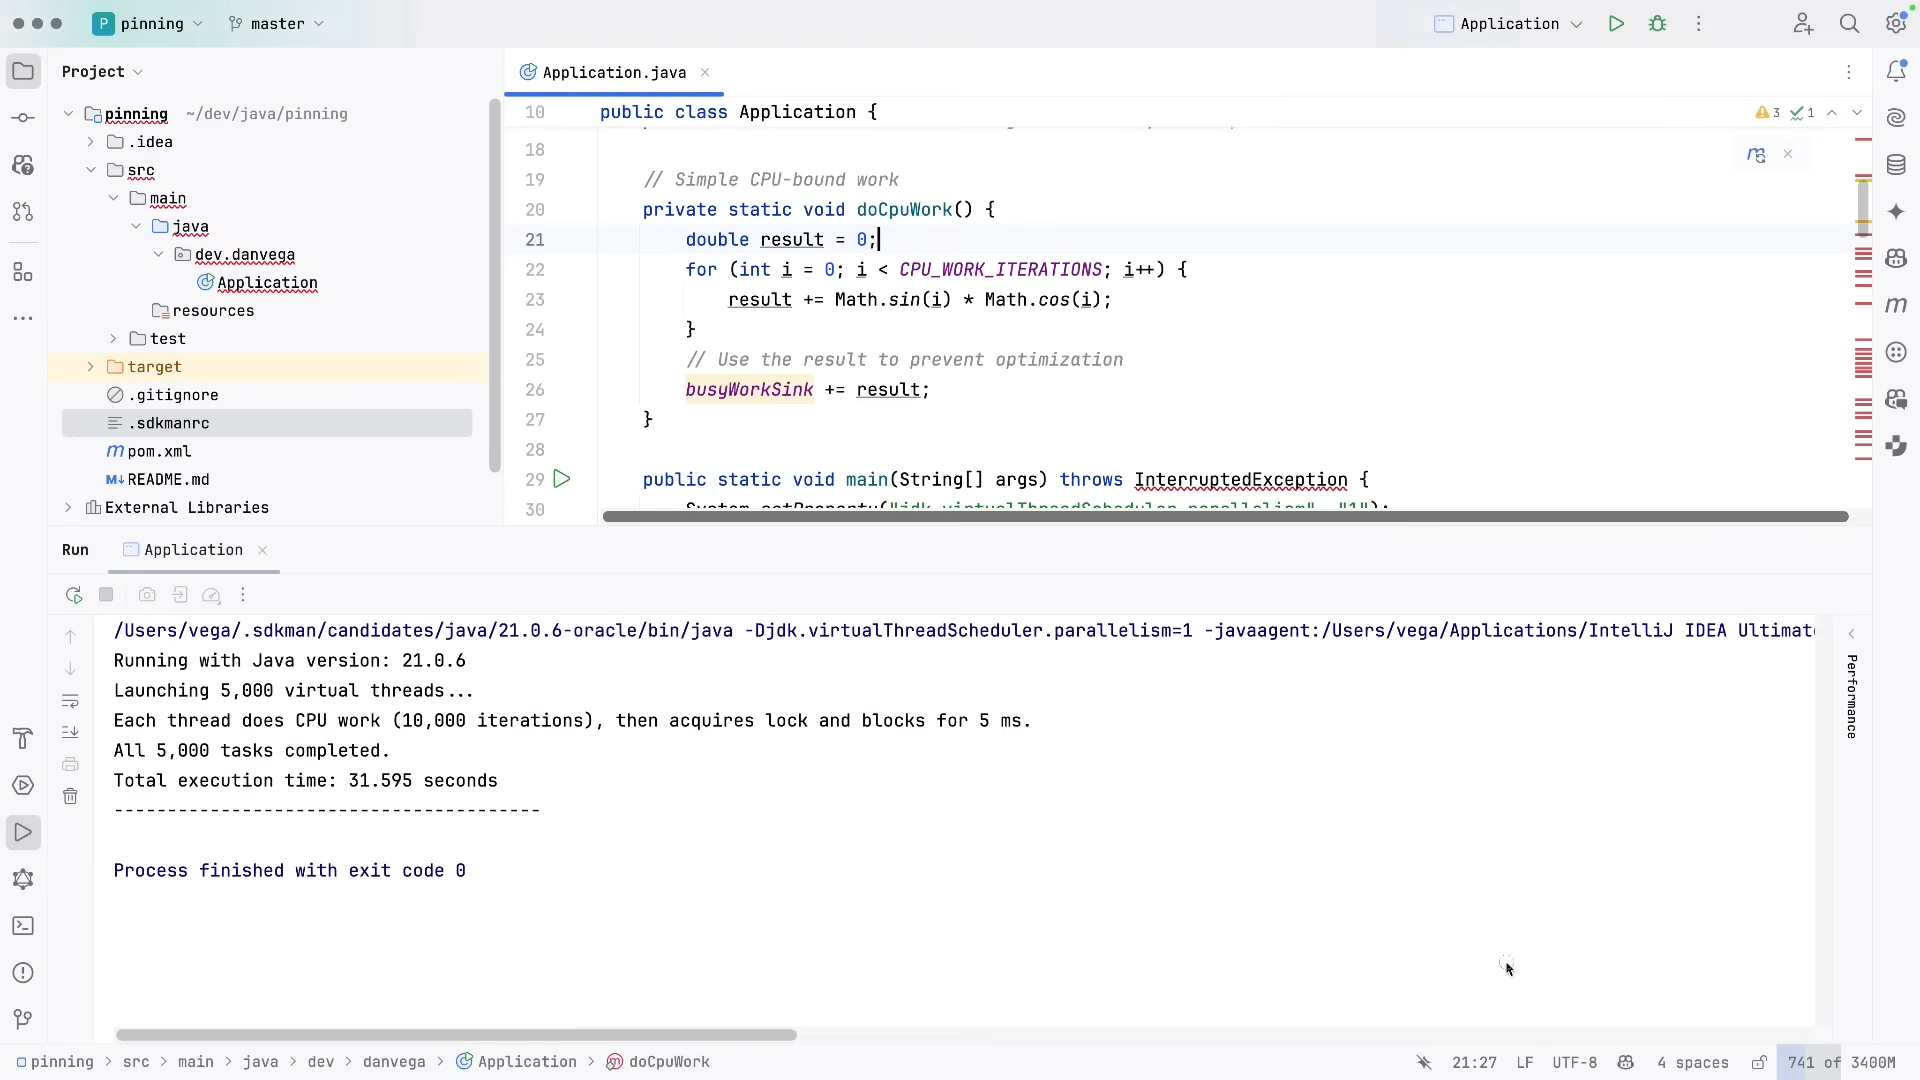 P pinning master
Application
Project
pinning ~/dev/java/pinning
.idea
src
main
java
dev.danvega
Application
resources
test
target
.gitignore
.sdkmanrc
m pom.xml
M↓ README.md
External Libraries
Application.java
3 1
10 public class Application {
18
19 // Simple CPU-bound work
20 private static void doCpuWork() {
21 double result = 0;
22 for (int i = 0; i < CPU_WORK_ITERATIONS; i++) {
23 result += Math.sin(i) * Math.cos(i);
24 }
25 // Use the result to prevent optimization
26 busyWorkSink += result;
27 }
28
29 public static void main(String[] args) throws InterruptedException {
30 System.setProperty("jdk.virtualThreadScheduler.parallelism", "1");
Run Application
/Users/vega/.sdkman/candidates/java/21.0.6-oracle/bin/java -Djdk.virtualThreadScheduler.parallelism=1 -javaagent:/Users/vega/Applications/IntelliJ IDEA Ultimat
Running with Java version: 21.0.6
Launching 5,000 virtual threads...
Each thread does CPU work (10,000 iterations), then acquires lock and blocks for 5 ms.
All 5,000 tasks completed.
Total execution time: 31.595 seconds
----------------------------------------
Process finished with exit code 0
Performance
pinning > src > main > java > dev > danvega > Application > doCpuWork
21:27 LF UTF-8 4 spaces 741 of 3400M